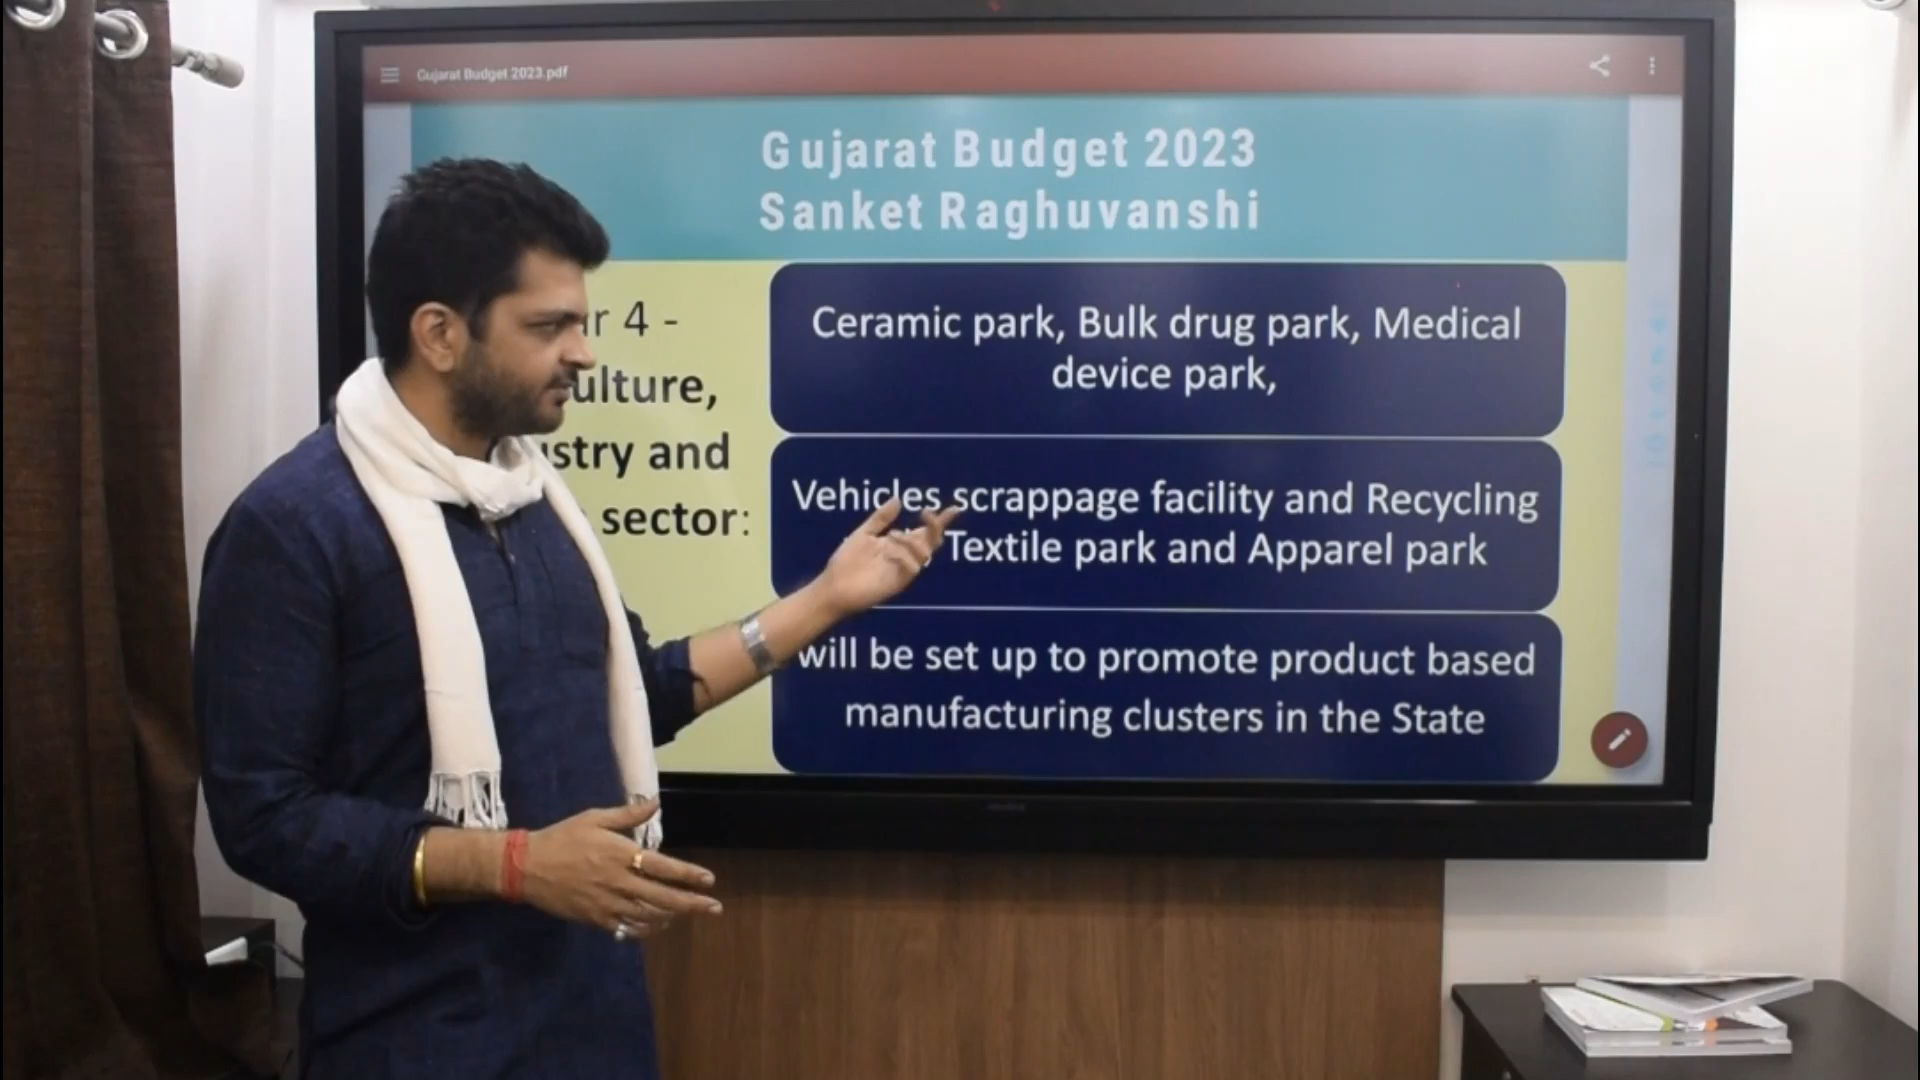 Gujarat Budget 2023.pdf
Gujarat Budget 2023
Sanket Raghuvanshi
4 -
and
sector:
Ceramic park, Bulk drug park, Medical
device park,
Vehicles scrappage facility and Recycling
Textile park and Apparel park
will be set up to promote product based
manufacturing clusters in the State